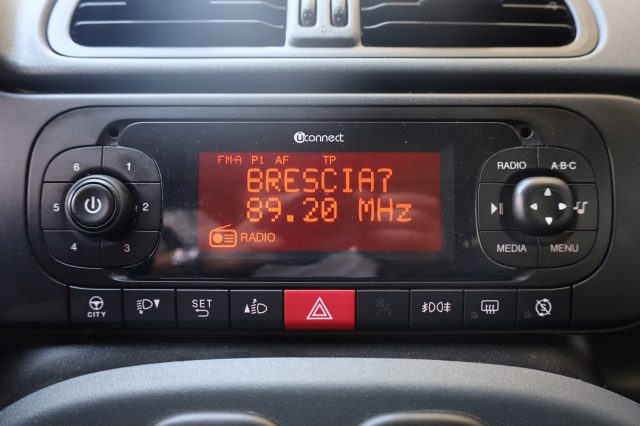 uconnect
FM-A P1 AF TP
BRESCIA7
89.20 MHz
RADIO
6 1
5 2
4 3
RADIO A·B·C
MEDIA MENU
CITY
SET